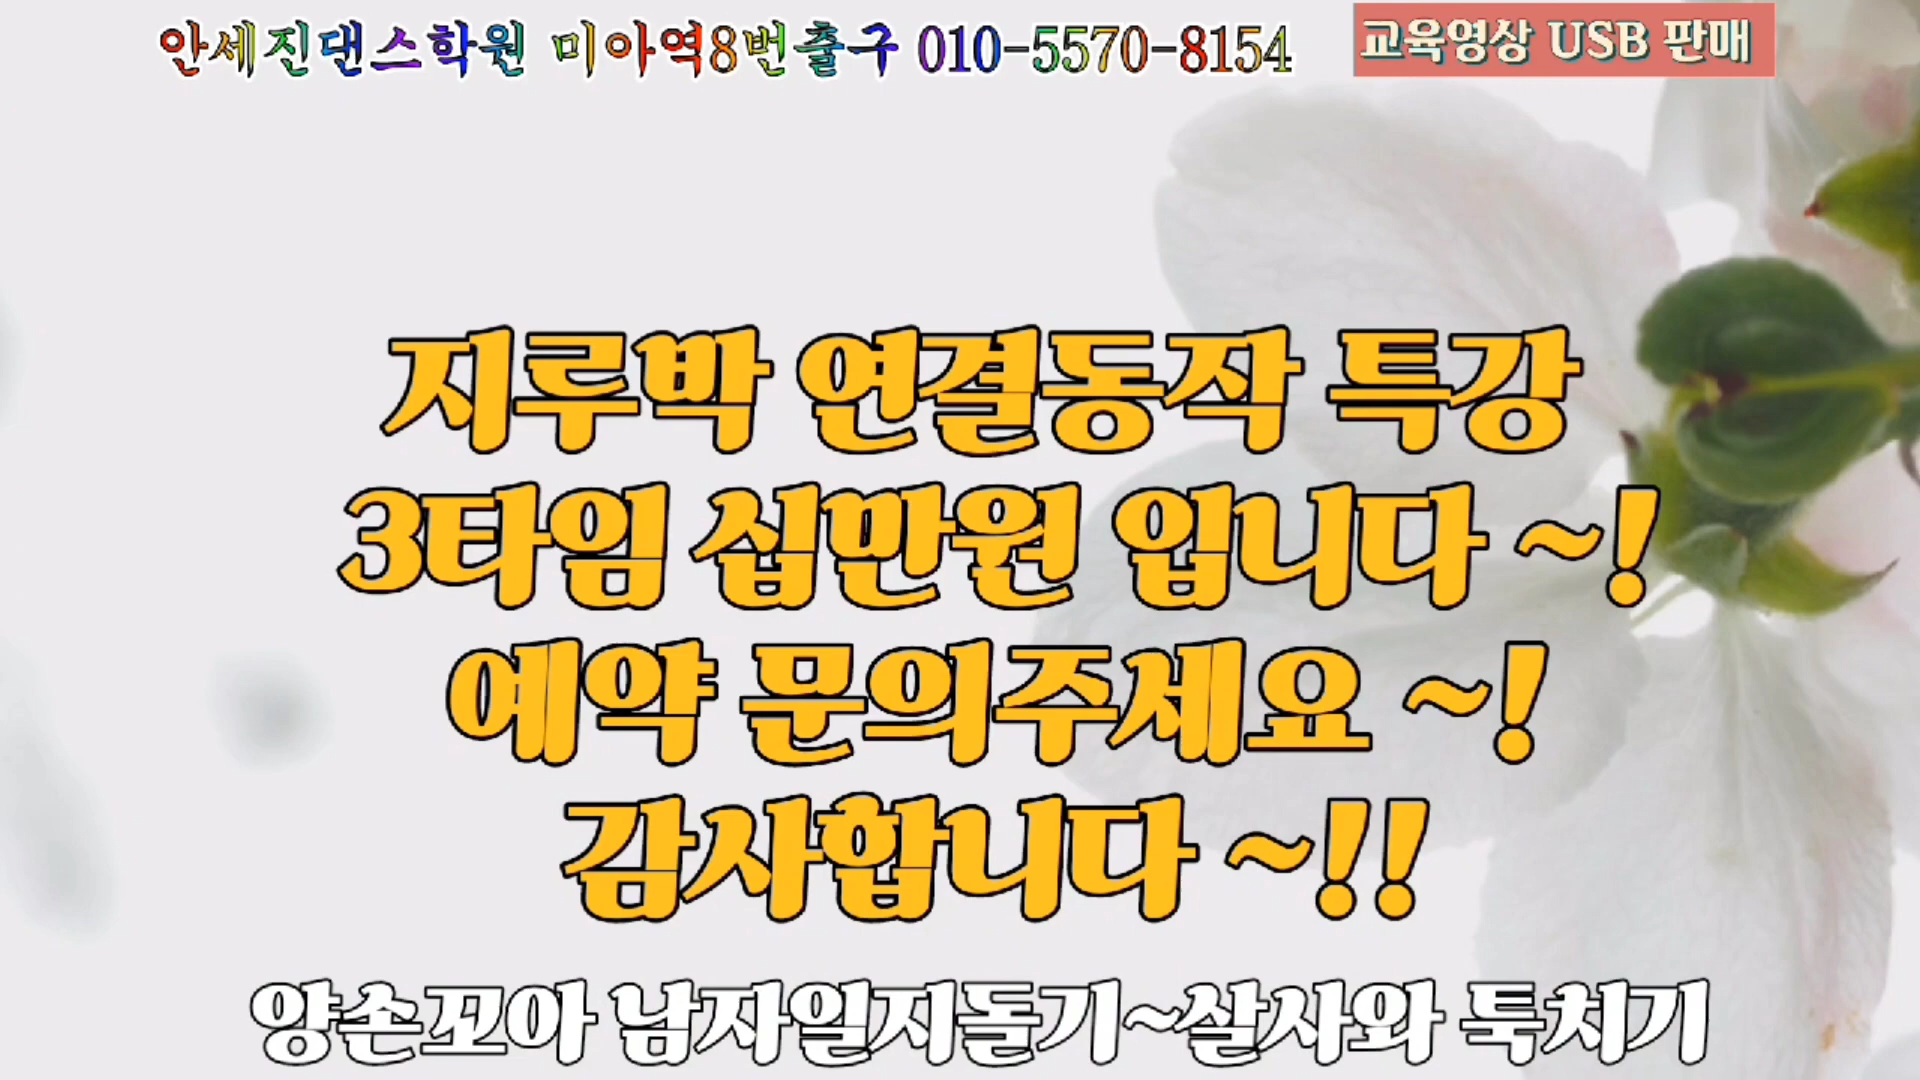 안세진댄스학원 미아역8번출구 010-5570-8154 교육영상 USB 판매
지루박 연결동작 특강
3타임 십만원 입니다 ~!
예약 문의주세요 ~!
감사합니다 ~!!
양손꼬아 남자일지돌기~살사와 툭치기